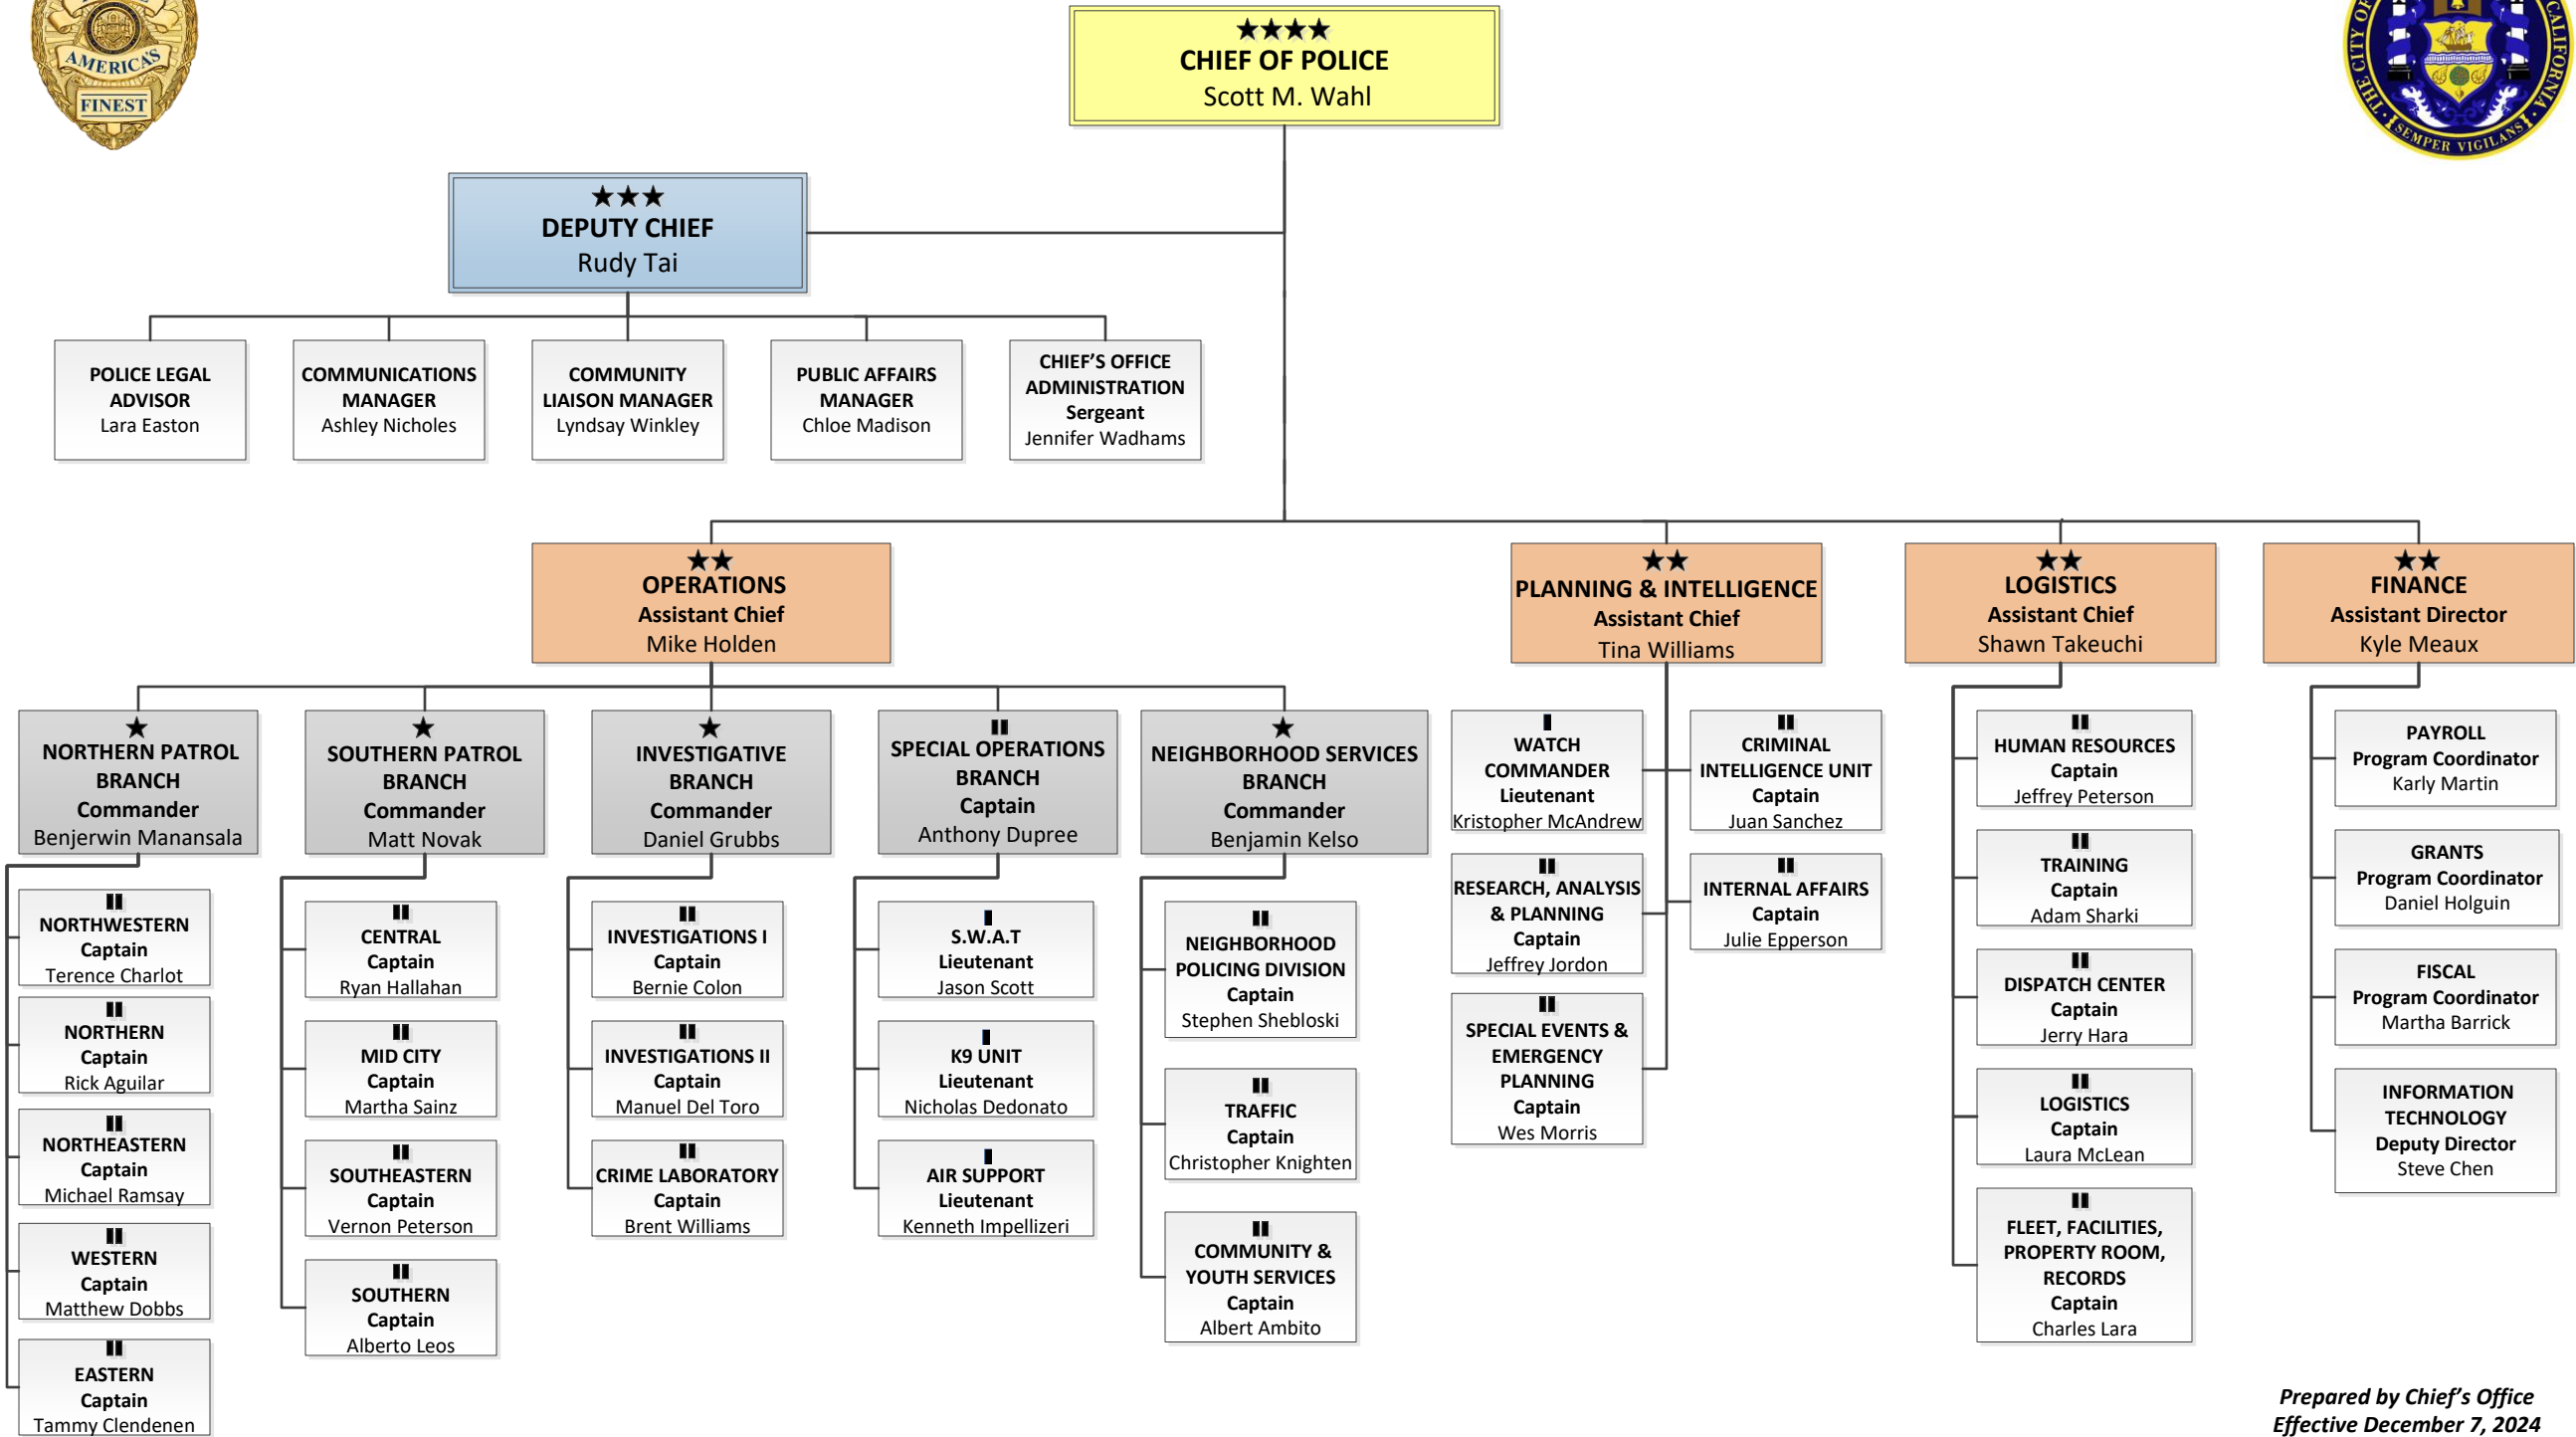 AMERICA'S
FINEST
★★★★
CHIEF OF POLICE
Scott M. Wahl
THE CITY OF
CALIFORNIA
SEMPER VIGILANS
★★★
DEPUTY CHIEF
Rudy Tai
POLICE LEGAL
ADVISOR
Lara Easton
COMMUNICATIONS
MANAGER
Ashley Nicholes
COMMUNITY
LIAISON MANAGER
Lyndsay Winkley
PUBLIC AFFAIRS
MANAGER
Chloe Madison
CHIEF’S OFFICE
ADMINISTRATION
Sergeant
Jennifer Wadhams
★★
OPERATIONS
Assistant Chief
Mike Holden
★★
PLANNING & INTELLIGENCE
Assistant Chief
Tina Williams
★★
LOGISTICS
Assistant Chief
Shawn Takeuchi
★★
FINANCE
Assistant Director
Kyle Meaux
★
NORTHERN PATROL
BRANCH
Commander
Benjerwin Manansala
★
SOUTHERN PATROL
BRANCH
Commander
Matt Novak
★
INVESTIGATIVE
BRANCH
Commander
Daniel Grubbs
SPECIAL OPERATIONS
BRANCH
Captain
Anthony Dupree
★
NEIGHBORHOOD SERVICES
BRANCH
Commander
Benjamin Kelso
NORTHWESTERN
Captain
Terence Charlot
NORTHERN
Captain
Rick Aguilar
NORTHEASTERN
Captain
Michael Ramsay
WESTERN
Captain
Matthew Dobbs
EASTERN
Captain
Tammy Clendenen
CENTRAL
Captain
Ryan Hallahan
MID CITY
Captain
Martha Sainz
SOUTHEASTERN
Captain
Vernon Peterson
SOUTHERN
Captain
Alberto Leos
INVESTIGATIONS I
Captain
Bernie Colon
INVESTIGATIONS II
Captain
Manuel Del Toro
CRIME LABORATORY
Captain
Brent Williams
S.W.A.T
Lieutenant
Jason Scott
K9 UNIT
Lieutenant
Nicholas Dedonato
AIR SUPPORT
Lieutenant
Kenneth Impellizeri
NEIGHBORHOOD
POLICING DIVISION
Captain
Stephen Shebloski
TRAFFIC
Captain
Christopher Knighten
COMMUNITY &
YOUTH SERVICES
Captain
Albert Ambito
WATCH
COMMANDER
Lieutenant
Kristopher McAndrew
RESEARCH, ANALYSIS
& PLANNING
Captain
Jeffrey Jordon
SPECIAL EVENTS &
EMERGENCY
PLANNING
Captain
Wes Morris
CRIMINAL
INTELLIGENCE UNIT
Captain
Juan Sanchez
INTERNAL AFFAIRS
Captain
Julie Epperson
HUMAN RESOURCES
Captain
Jeffrey Peterson
TRAINING
Captain
Adam Sharki
DISPATCH CENTER
Captain
Jerry Hara
LOGISTICS
Captain
Laura McLean
FLEET, FACILITIES,
PROPERTY ROOM,
RECORDS
Captain
Charles Lara
PAYROLL
Program Coordinator
Karly Martin
GRANTS
Program Coordinator
Daniel Holguin
FISCAL
Program Coordinator
Martha Barrick
INFORMATION
TECHNOLOGY
Deputy Director
Steve Chen
Prepared by Chief’s Office
Effective December 7, 2024